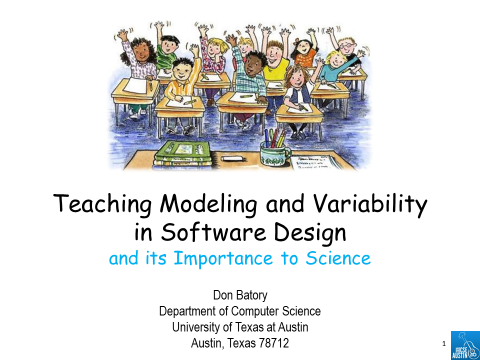 Teaching Modeling and Variability
in Software Design
and its Importance to Science
Don Batory
Department of Computer Science
University of Texas at Austin
Austin, Texas 78712
1